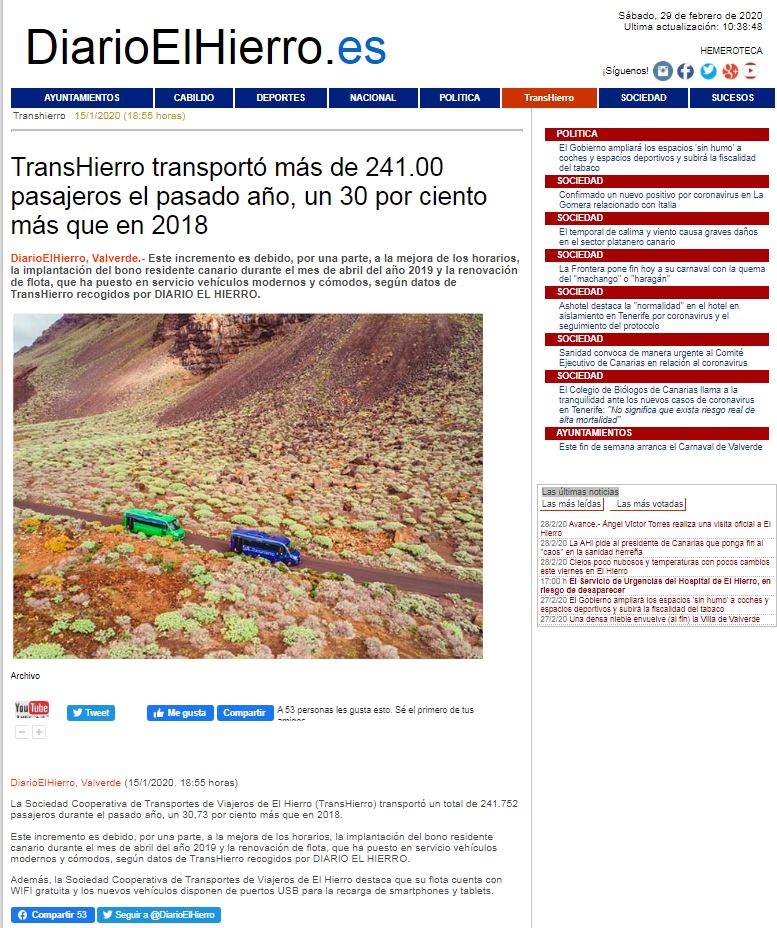 DiarioElHierro.es
Sábado, 29 de febrero de 2020
Ultima actualización: 10:38:48
HEMEROTECA
¡Síguenos!
AYUNTAMIENTOS
CABILDO
DEPORTES
NACIONAL
POLITICA
TransHierro
SOCIEDAD
SUCESOS
Transhierro 15/1/2020 (18:55 horas)
TransHierro transportó más de 241.00
pasajeros el pasado año, un 30 por ciento
más que en 2018
DiarioElHierro, Valverde.- Este incremento es debido, por una parte, a la mejora de los horarios,
la implantación del bono residente canario durante el mes de abril del año 2019 y la renovación
de flota, que ha puesto en servicio vehículos modernos y cómodos, según datos de
TransHierro recogidos por DIARIO EL HIERRO.
Archivo
You Tube
Tweet
Me gusta
Compartir
A 53 personas les gusta esto. Sé el primero de tus
amigos
DiarioElHierro, Valverde (15/1/2020. 18:55 horas)
La Sociedad Cooperativa de Transportes de Viajeros de El Hierro (TransHierro) transportó un total de 241.752
pasajeros durante el pasado año, un 30,73 por ciento más que en 2018.
Este incremento es debido, por una parte, a la mejora de los horarios, la implantación del bono residente
canario durante el mes de abril del año 2019 y la renovación de flota, que ha puesto en servicio vehículos
modernos y cómodos, según datos de TransHierro recogidos por DIARIO EL HIERRO.
Además, la Sociedad Cooperativa de Transportes de Viajeros de El Hierro destaca que su flota cuenta con
WIFI gratuita y los nuevos vehículos disponen de puertos USB para la recarga de smartphones y tablets.
Compartir 53
Seguir a @DiarioElHierro
POLITICA
El Gobierno ampliará los espacios 'sin humo' a
coches y espacios deportivos y subirá la fiscalidad
del tabaco
SOCIEDAD
Confirmado un nuevo positivo por coronavirus en La
Gomera relacionado con Italia
SOCIEDAD
El temporal de calima y viento causa graves daños
en el sector platanero canario
SOCIEDAD
La Frontera pone fin hoy a su carnaval con la quema
del "machango" o "haragán"
SOCIEDAD
Ashotel destaca la "normalidad" en el hotel en
aislamiento en Tenerife por coronavirus y el
seguimiento del protocolo
SOCIEDAD
Sanidad convoca de manera urgente al Comité
Ejecutivo de Canarias en relación al coronavirus
SOCIEDAD
El Colegio de Biólogos de Canarias llama a la
tranquilidad ante los nuevos casos de coronavirus
en Tenerife: "No significa que exista riesgo real de
alta mortalidad"
AYUNTAMIENTOS
Este fin de semana arranca el Carnaval de Valverde
Las últimas noticias
Las más leídas
Las más votadas
28/2/20 Avance.- Ángel Víctor Torres realiza una visita oficial a El
Hierro
28/2/20 La AHI pide al presidente de Canarias que ponga fin al
"caos" en la sanidad herreña
28/2/20 Cielos poco nubosos y temperaturas con pocos cambios
este viernes en El Hierro
17:00 h El Servicio de Urgencias del Hospital de El Hierro, en
riesgo de desaparecer
27/2/20 El Gobierno ampliará los espacios 'sin humo' a coches y
espacios deportivos y subirá la fiscalidad del tabaco
27/2/20 Una densa niebla envuelve (al fin) la Villa de Valverde